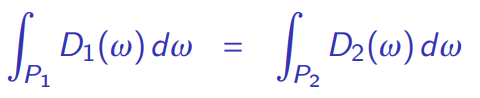 ∫_{P₁} D₁(ω) dω = ∫_{P₂} D₂(ω) dω